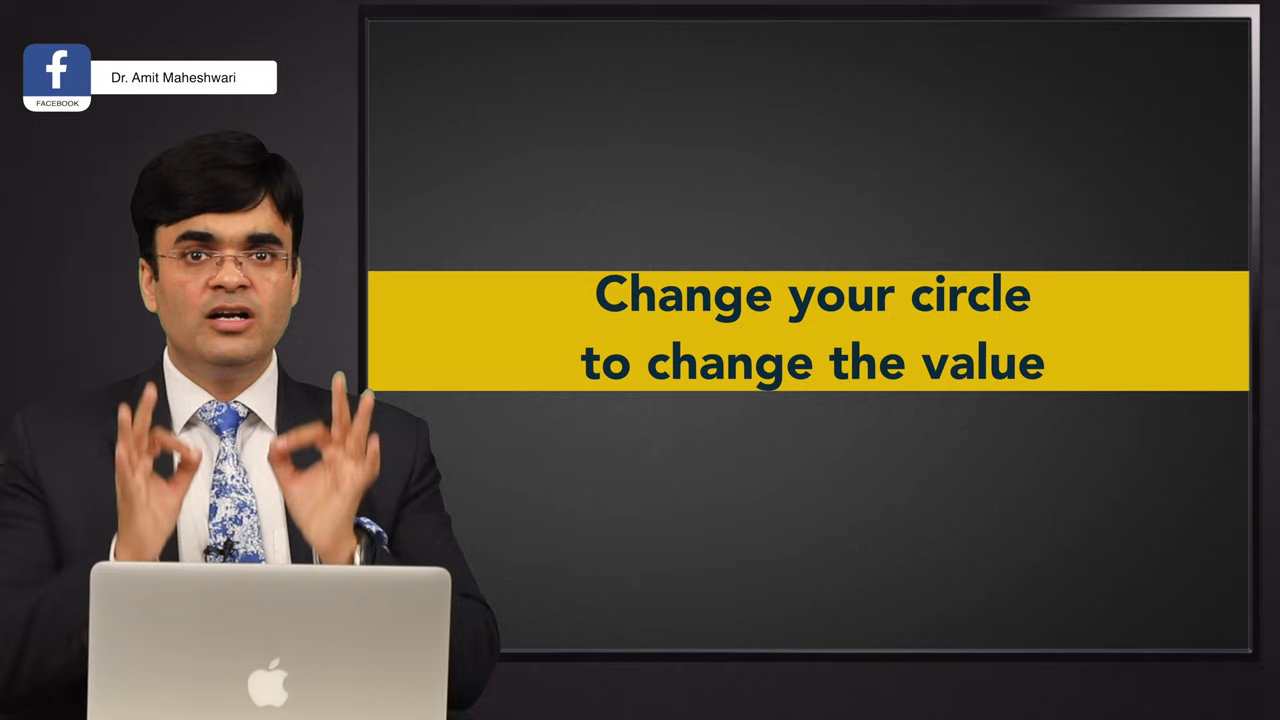 f
FACEBOOK
Dr. Amit Maheshwari
Change your circle
to change the value